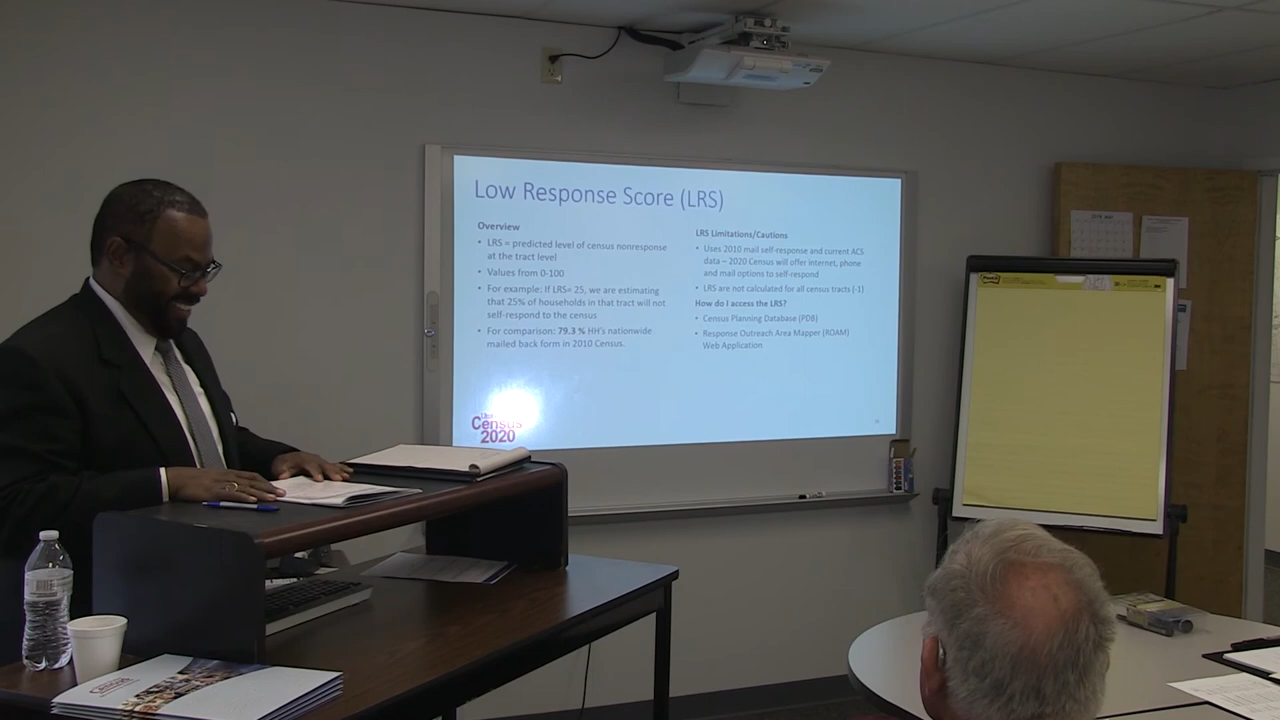 Low Response Score (LRS)
Overview
• LRS = predicted level of census nonresponse
at the tract level
• Values from 0-100
• For example: If LRS= 25, we are estimating
that 25% of households in that tract will not
self-respond to the census
• For comparison: 79.3 % HH's nationwide
mailed back form in 2010 Census.
LRS Limitations/Cautions
• Uses 2010 mail self-response and current ACS
data – 2020 Census will offer internet, phone
and mail options to self-respond
• LRS are not calculated for all census tracts (-1)
How do I access the LRS?
• Census Planning Database (PDB)
• Response Outreach Area Mapper (ROAM)
Web Application
Census
2020
Post-it